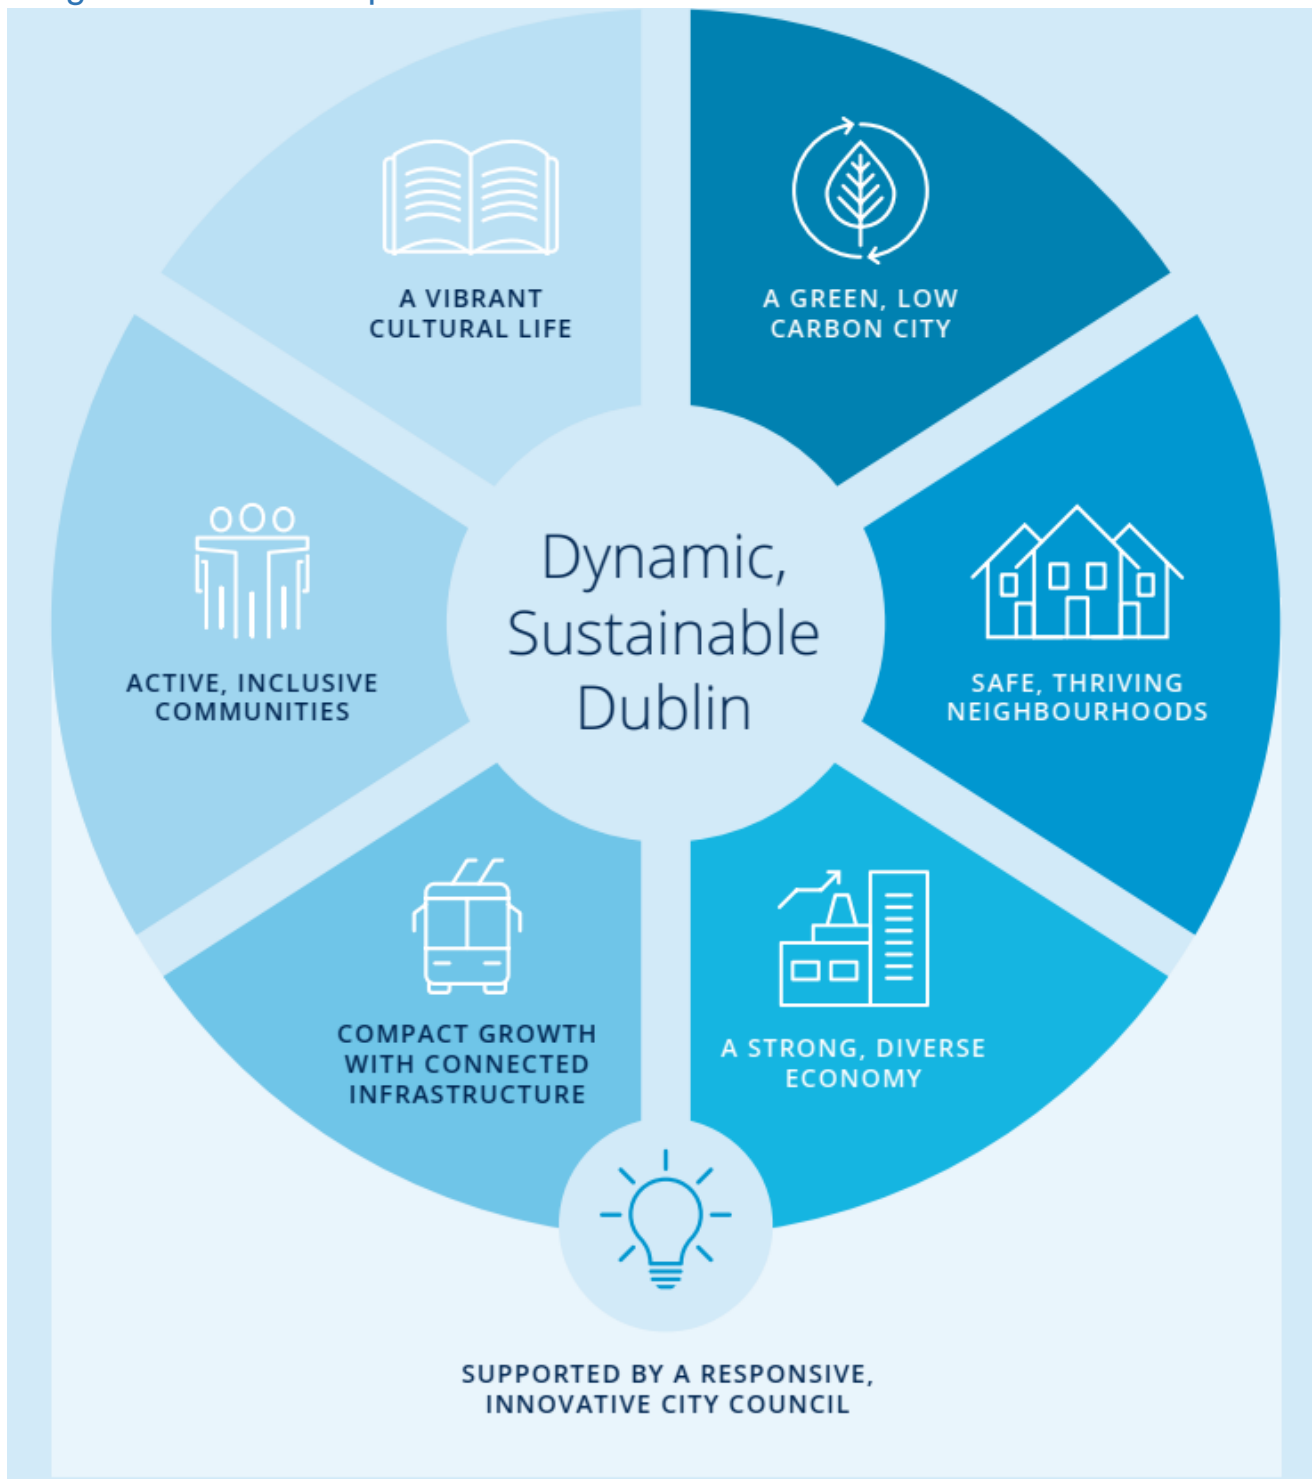 A VIBRANT
CULTURAL LIFE
A GREEN, LOW
CARBON CITY
SAFE, THRIVING
NEIGHBOURHOODS
A STRONG, DIVERSE
ECONOMY
COMPACT GROWTH
WITH CONNECTED
INFRASTRUCTURE
ACTIVE, INCLUSIVE
COMMUNITIES
Dynamic,
Sustainable
Dublin
SUPPORTED BY A RESPONSIVE,
INNOVATIVE CITY COUNCIL